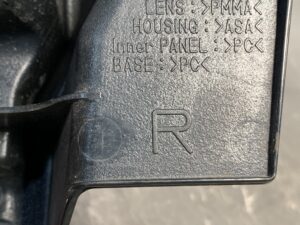 LENS:>PMMA<
HOUSING:>ASA<
Inner PANEL:>PC<
BASE:>PC<
R